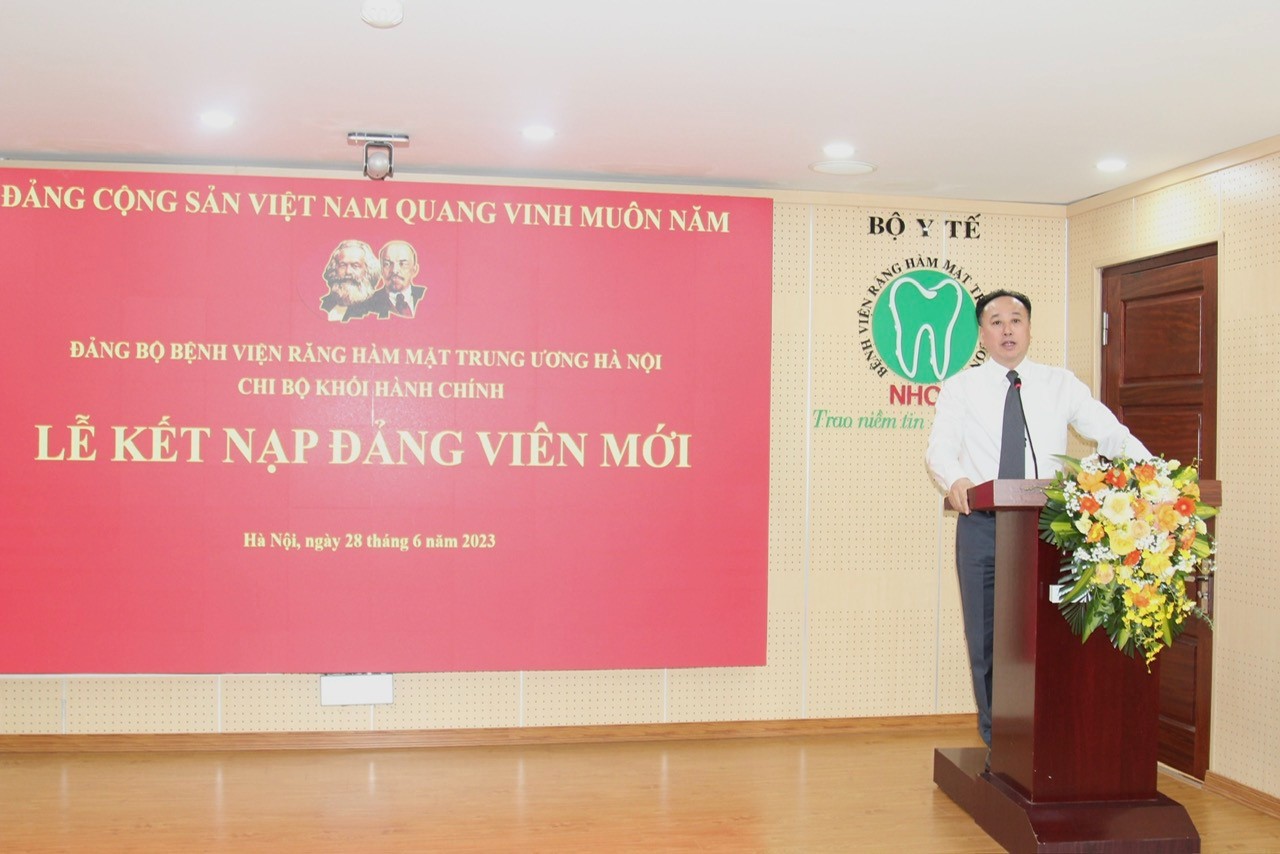 ĐẢNG CỘNG SẢN VIỆT NAM QUANG VINH MUÔN NĂM
ĐẢNG BỘ BỆNH VIỆN RĂNG HÀM MẶT TRUNG ƯƠNG HÀ NỘI
CHI BỘ KHỐI HÀNH CHÍNH
LỄ KẾT NẠP ĐẢNG VIÊN MỚI
Hà Nội, ngày 28 tháng 6 năm 2023
BỘ Y TẾ
BỆNH VIỆN RĂNG HÀM MẶT
Trao niềm tin